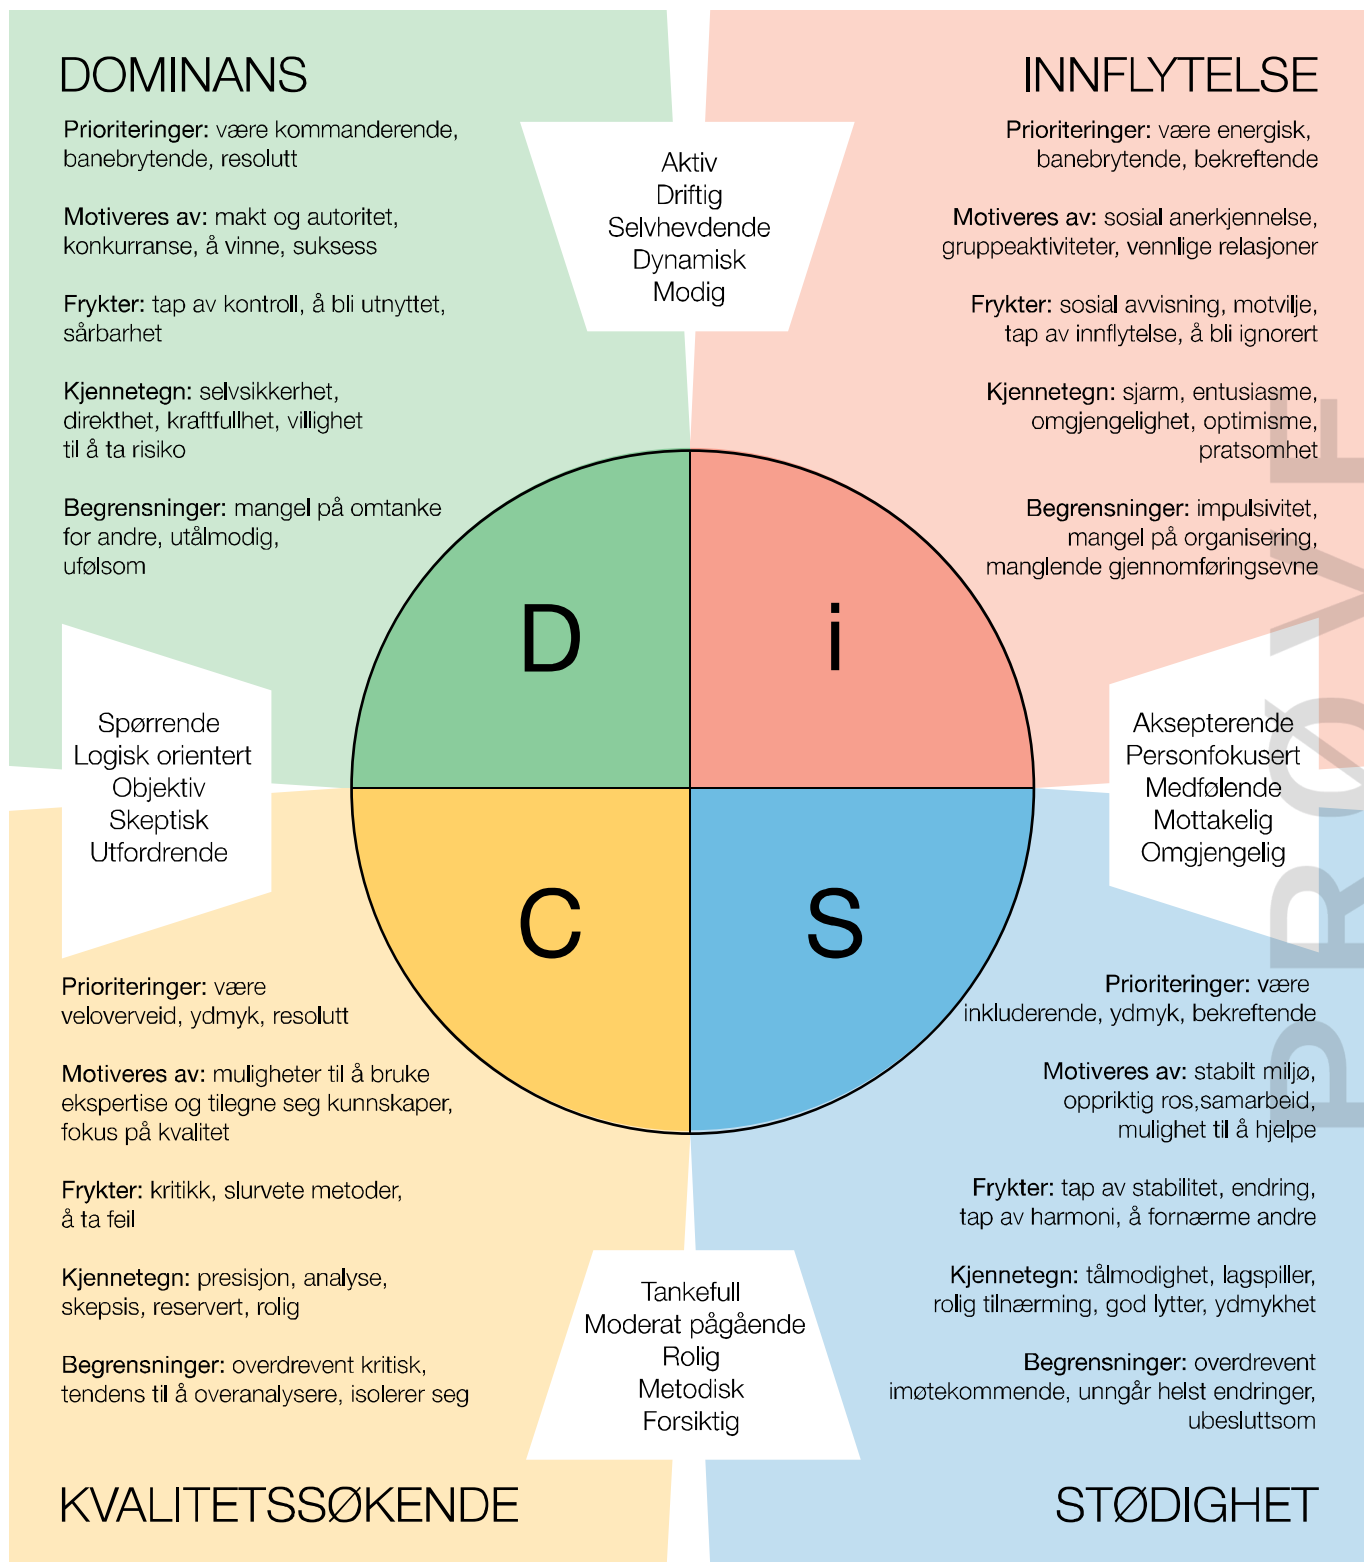 DOMINANS
Prioriteringer: være kommanderende,
banebrytende, resolutt
Motiveres av: makt og autoritet,
konkurranse, å vinne, suksess
Frykter: tap av kontroll, å bli utnyttet,
sårbarhet
Kjennetegn: selvsikkerhet,
direkthet, kraftfullhet, villighet
til å ta risiko
Begrensninger: mangel på omtanke
for andre, utålmodig,
ufølsom
Aktiv
Driftig
Selvhevdende
Dynamisk
Modig
INNFLYTELSE
Prioriteringer: være energisk,
banebrytende, bekreftende
Motiveres av: sosial anerkjennelse,
gruppeaktiviteter, vennlige relasjoner
Frykter: sosial avvisning, motvilje,
tap av innflytelse, å bli ignorert
Kjennetegn: sjarm, entusiasme,
omgjengelighet, optimisme,
pratsomhet
Begrensninger: impulsivitet,
mangel på organisering,
manglende gjennomføringsevne
D
i
Spørrende
Logisk orientert
Objektiv
Skeptisk
Utfordrende
Aksepterende
Personfokusert
Medfølende
Mottakelig
Omgjengelig
C
S
Prioriteringer: være
veloverveid, ydmyk, resolutt
Motiveres av: muligheter til å bruke
ekspertise og tilegne seg kunnskaper,
fokus på kvalitet
Frykter: kritikk, slurvete metoder,
å ta feil
Kjennetegn: presisjon, analyse,
skepsis, reservert, rolig
Begrensninger: overdrevent kritisk,
tendens til å overanalysere, isolerer seg
KVALITETSSØKENDE
Tankefull
Moderat pågående
Rolig
Metodisk
Forsiktig
Prioriteringer: være
inkluderende, ydmyk, bekreftende
Motiveres av: stabilt miljø,
oppriktig ros,samarbeid,
mulighet til å hjelpe
Frykter: tap av stabilitet, endring,
tap av harmoni, å fornærme andre
Kjennetegn: tålmodighet, lagspiller,
rolig tilnærming, god lytter, ydmykhet
Begrensninger: overdrevent
imøtekommende, unngår helst endringer,
ubesluttsom
STØDIGHET
PRØVE